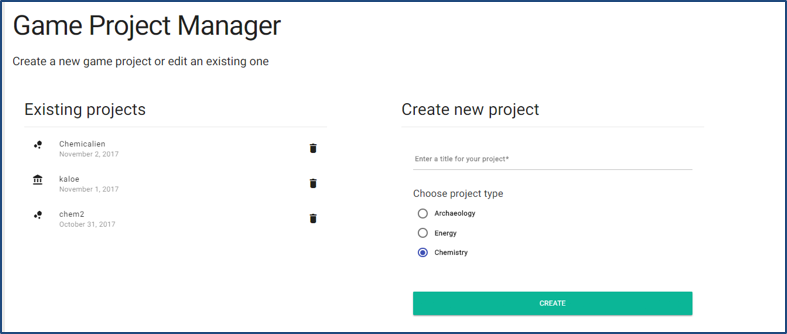 Game Project Manager
Create a new game project or edit an existing one
Existing projects
Chemicalien
November 2, 2017
kaloe
November 1, 2017
chem2
October 31, 2017
Create new project
Enter a title for your project*
Choose project type
Archaeology
Energy
Chemistry
CREATE